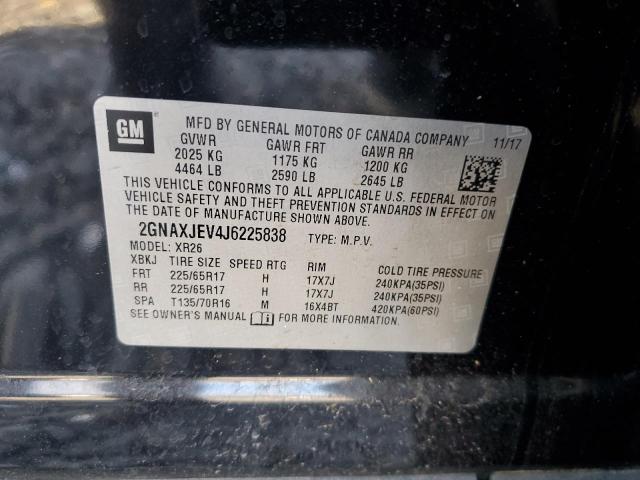 GM
MFD BY GENERAL MOTORS OF CANADA COMPANY
GVWR GAWR FRT GAWR RR 11/17
2025 KG 1175 KG 1200 KG
4464 LB 2590 LB 2645 LB
THIS VEHICLE CONFORMS TO ALL APPLICABLE U.S. FEDERAL MOTOR
VEHICLE SAFETY AND THEFT PREVENTION STANDARDS IN EFFECT ON
THE DATE OF MANUFACTURE SHOWN ABOVE.
2GNAXJEV4J6225838 TYPE: M.P.V.
MODEL: XR26
XBKJ TIRE SIZE SPEED RTG RIM COLD TIRE PRESSURE
FRT 225/65R17 H 17X7J 240KPA(35PSI)
RR 225/65R17 H 17X7J 240KPA(35PSI)
SPA T135/70R16 M 16X4BT 420KPA(60PSI)
SEE OWNER'S MANUAL FOR MORE INFORMATION.